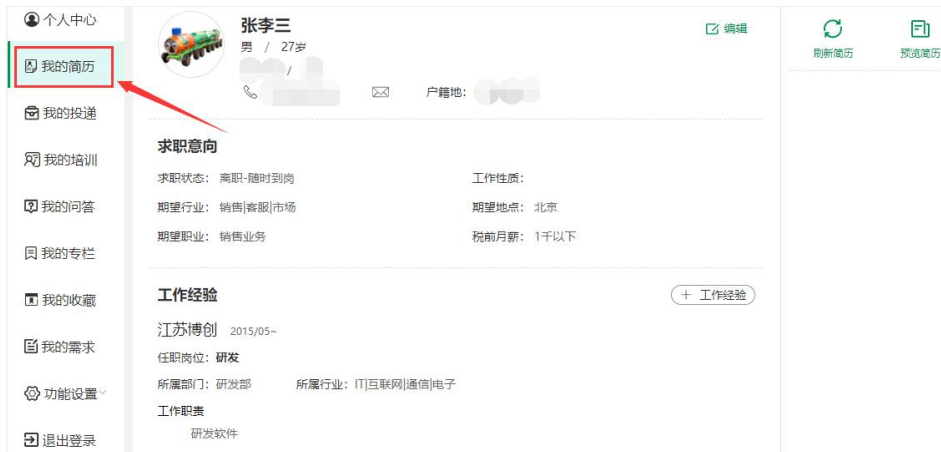 个人中心
我的简历
我的投递
我的培训
我的问答
我的专栏
我的收藏
我的需求
功能设置
退出登录
张李三
编辑
男 / 27岁
/
户籍地：
求职意向
求职状态： 离职-随时到岗 工作性质：
期望行业： 销售|客服|市场 期望地点： 北京
期望职业： 销售业务 税前月薪： 1千以下
工作经验
+ 工作经验
江苏博创 2015/05~
任职岗位： 研发
所属部门： 研发部 所属行业： IT|互联网|通信|电子
工作职责
研发软件
刷新简历
预览简历